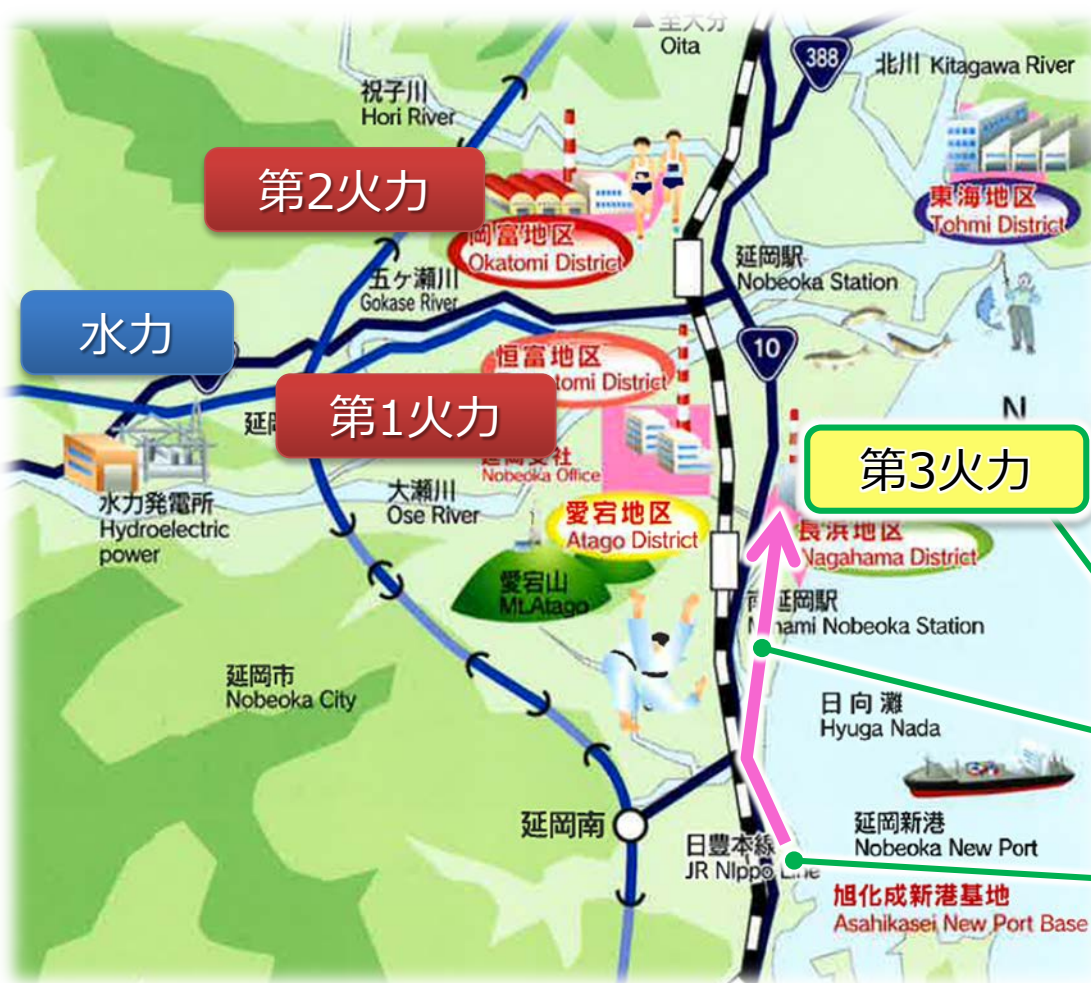 至大分
Oita
388
北川 Kitagawa River
祝子川
Hori River
第2火力
岡富地区
Okatomi District
東海地区
Tohmi District
延岡駅
Nobeoka Station
五ヶ瀬川
Gokase River
水力
10
恒富地区
tomi District
第1火力
延岡支社
Nobeoka Office
N
第3火力
水力発電所
Hydroelectric
power
大瀬川
Ose River
愛宕地区
Atago District
長浜地区
Nagahama District
愛宕山
Mt.Atago
南延岡駅
Minami Nobeoka Station
延岡市
Nobeoka City
日向灘
Hyuga Nada
延岡南
延岡新港
Nobeoka New Port
日豊本線
JR NIppo Line
旭化成新港基地
Asahikasei New Port Base